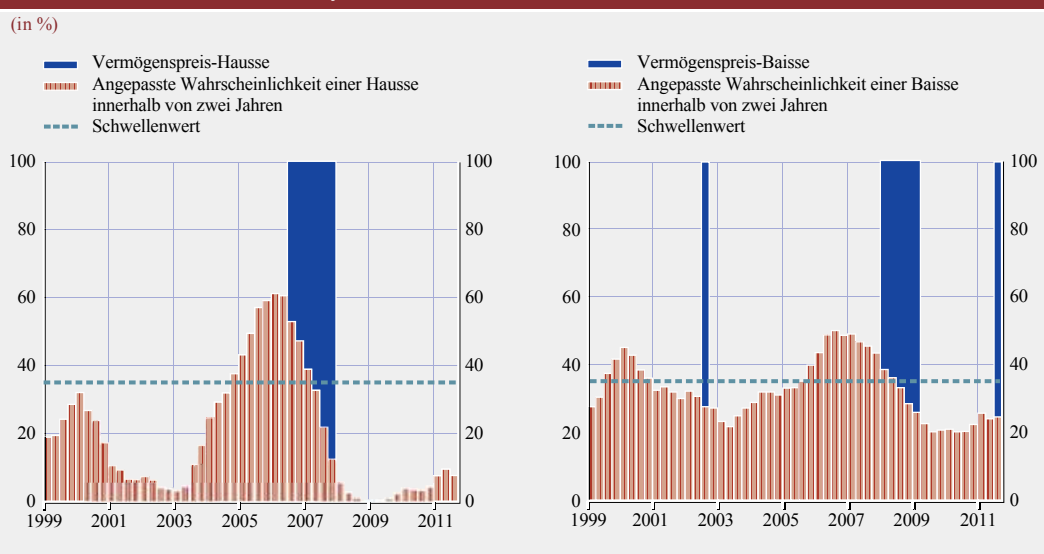 (in %)
Vermögenspreis-Hausse
Angepasste Wahrscheinlichkeit einer Hausse
innerhalb von zwei Jahren
Schwellenwert
100 100
80 80
60 60
40 40
20 20
0 0
1999 2001 2003 2005 2007 2009 2011
Vermögenspreis-Baisse
Angepasste Wahrscheinlichkeit einer Baisse
innerhalb von zwei Jahren
Schwellenwert
100 100
80 80
60 60
40 40
20 20
0 0
1999 2001 2003 2005 2007 2009 2011